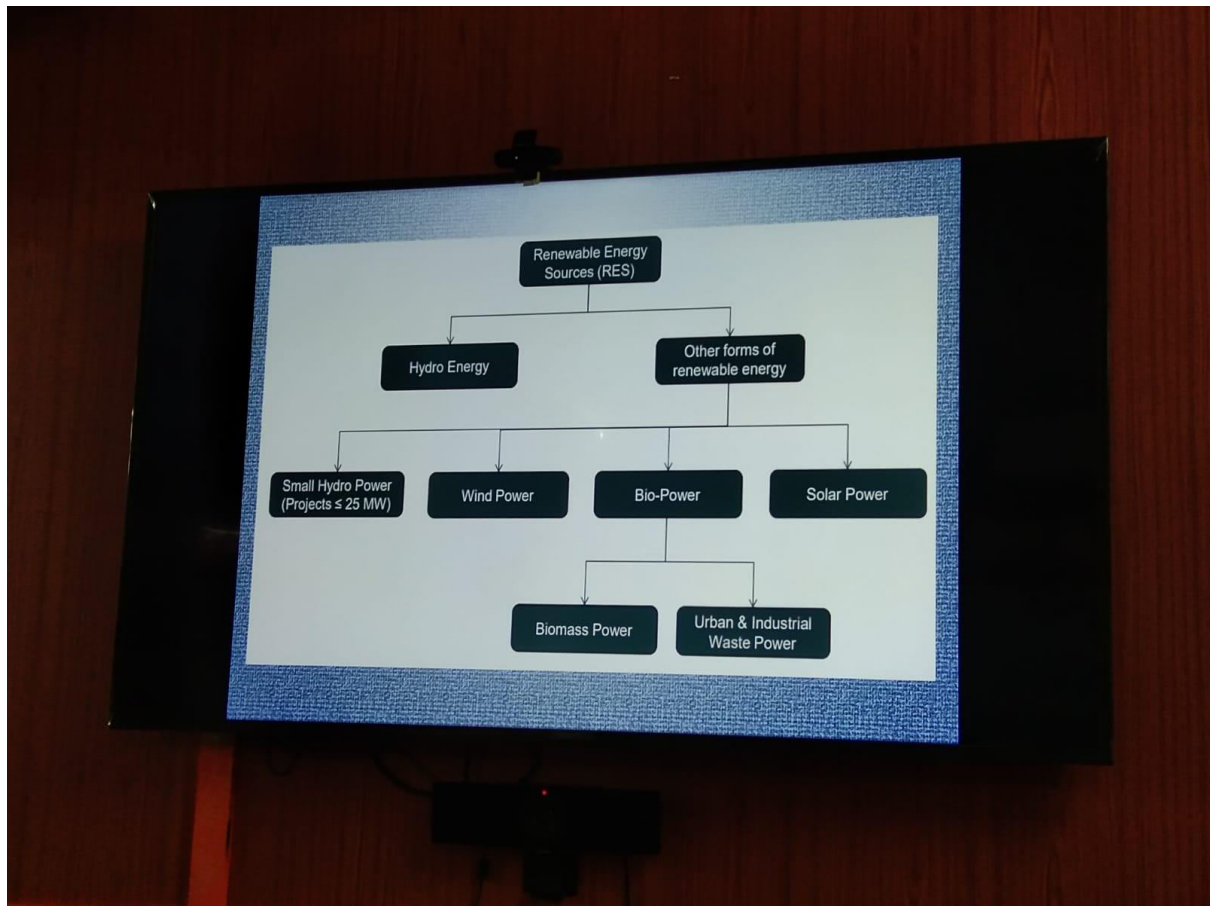 Renewable Energy
Sources (RES)
Hydro Energy
Other forms of
renewable energy
Small Hydro Power
(Projects ≤ 25 MW)
Wind Power
Bio-Power
Solar Power
Biomass Power
Urban & Industrial
Waste Power